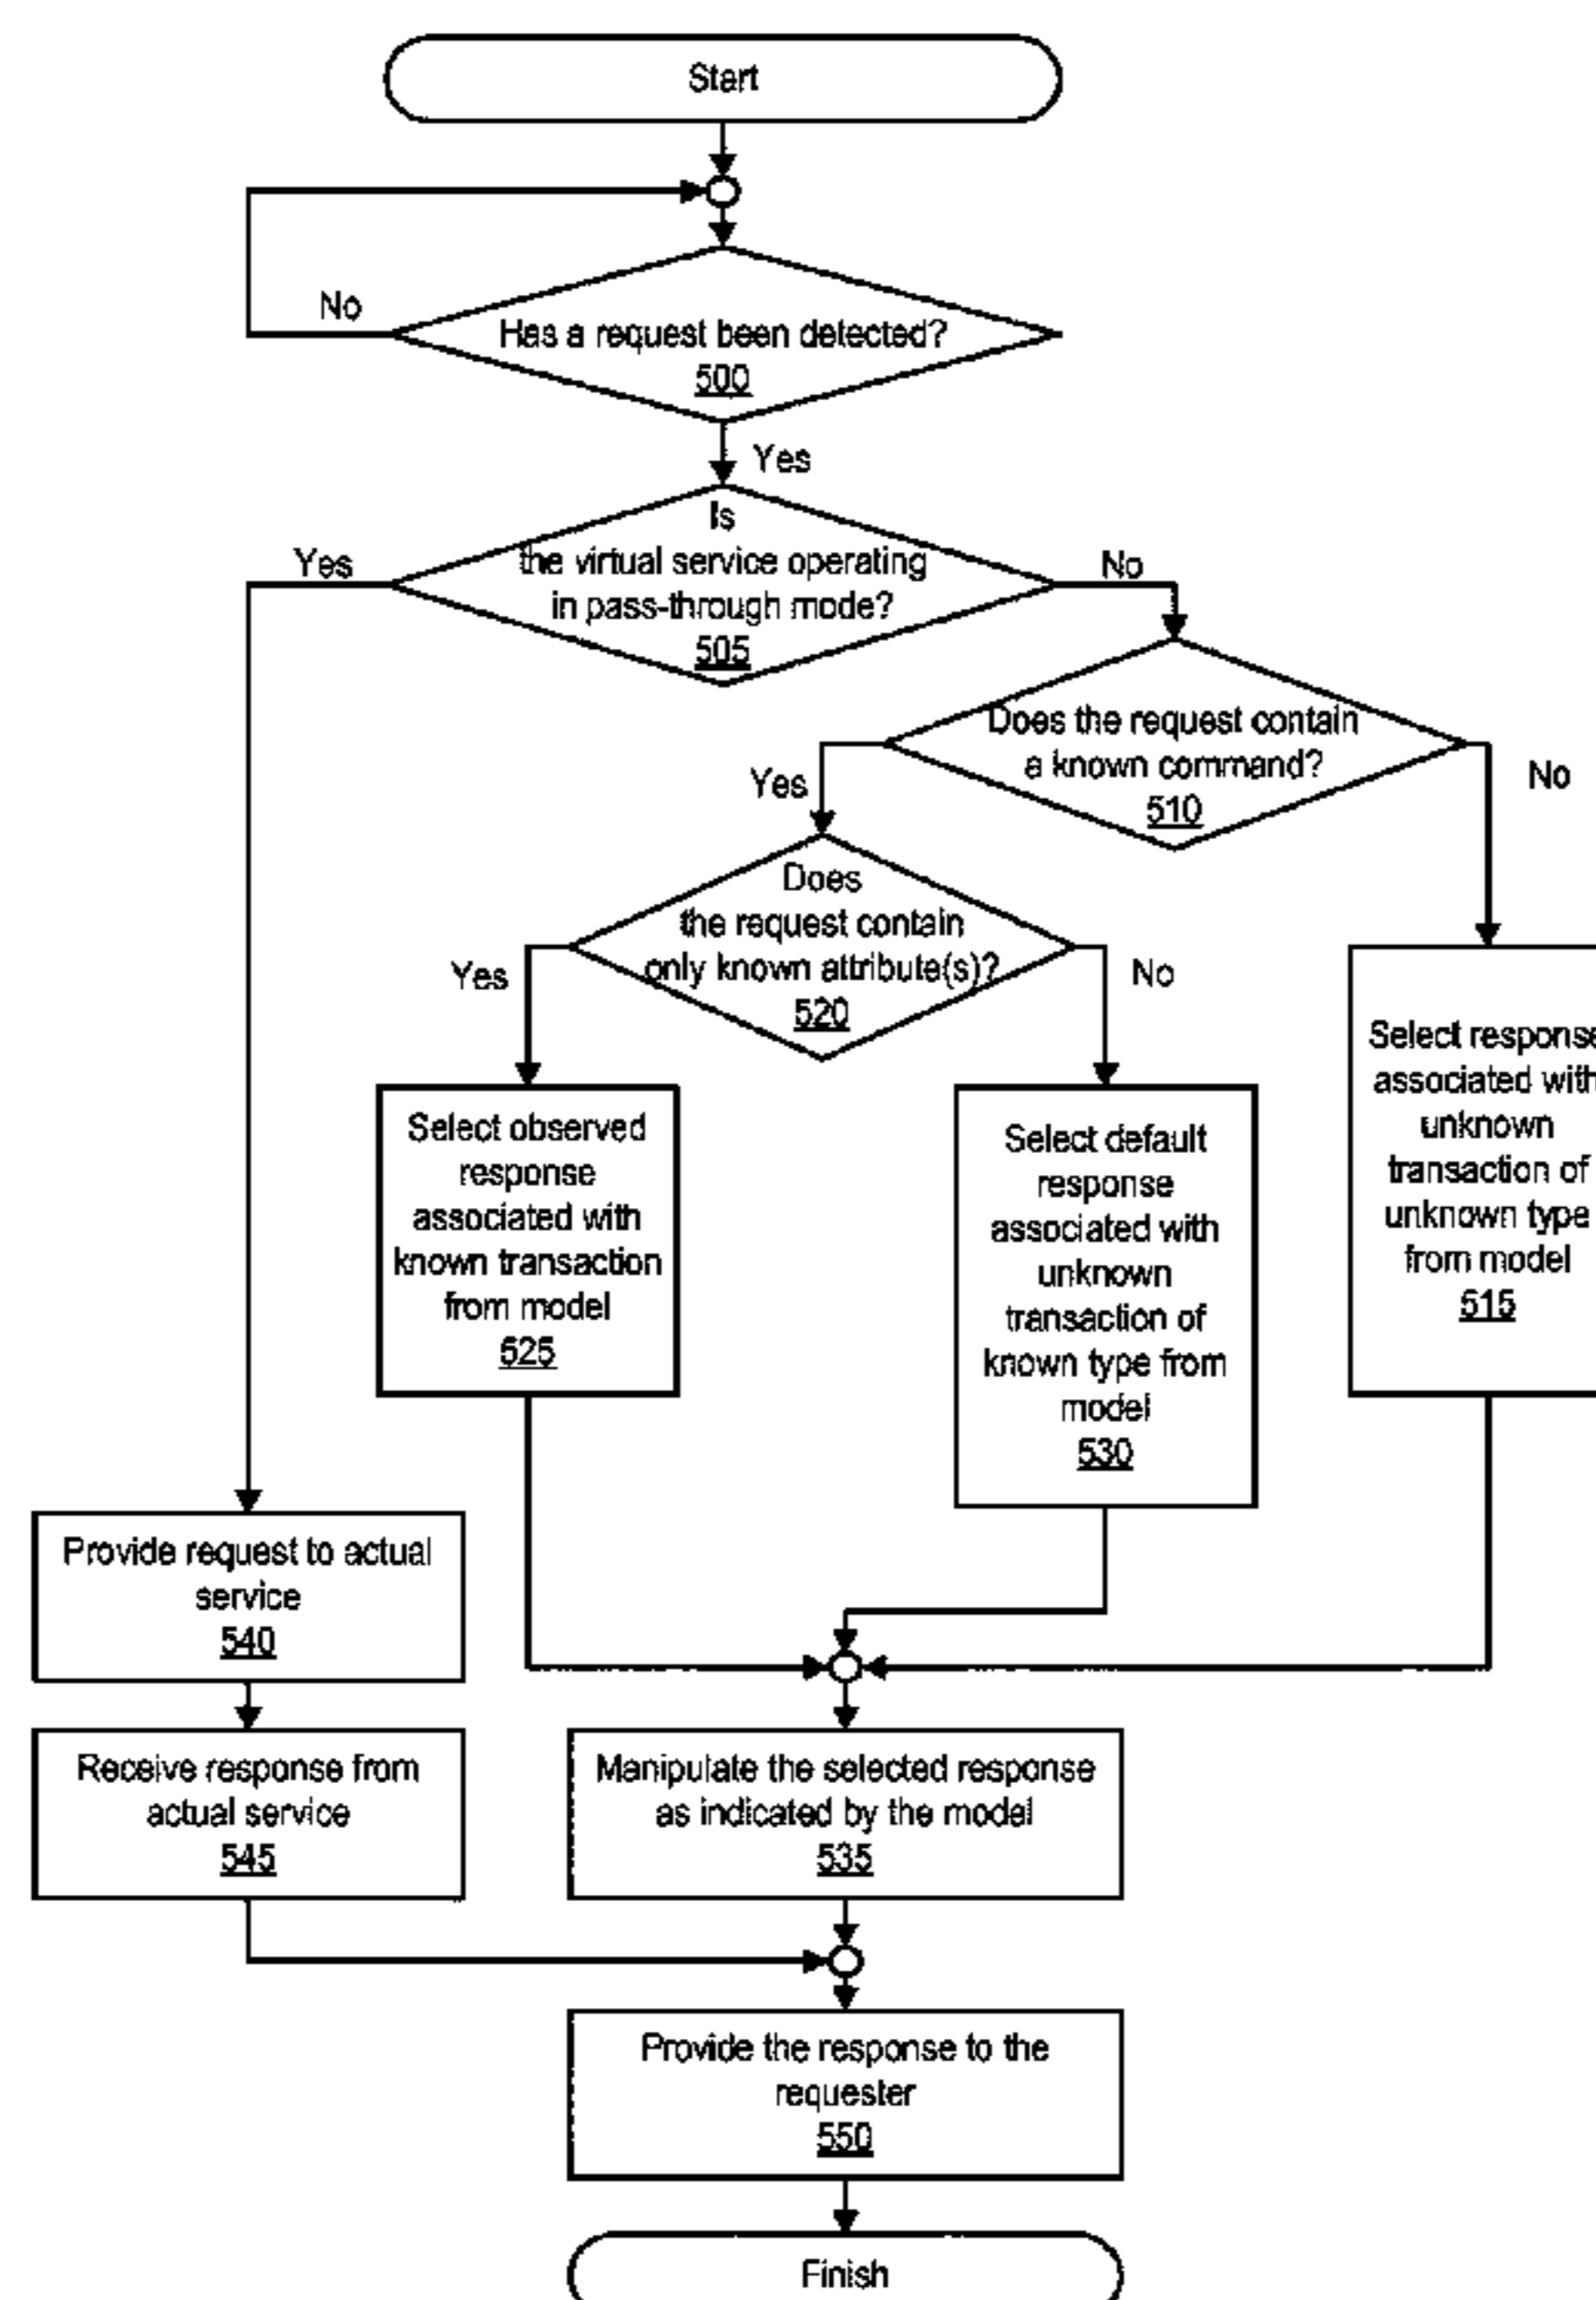 Start
No
Has a request been detected?
500
Yes
Is
the virtual service operating
in pass-through mode?
505
Yes
No
Does the request contain
a known command?
510
Yes
No
Does
the request contain
only known attribute(s)?
520
Yes
No
Select observed
response
associated with
known transaction
from model
525
Select default
response
associated with
unknown
transaction of
known type from
model
530
Select response
associated with
unknown
transaction of
unknown type
from model
515
Provide request to actual
service
540
Receive response from
actual service
545
Manipulate the selected response
as indicated by the model
535
Provide the response to the
requester
550
Finish